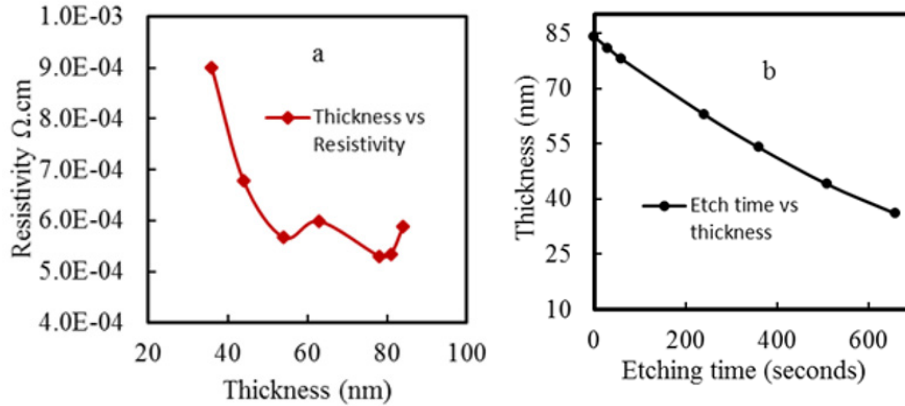 1.0E-03
9.0E-04
8.0E-04
7.0E-04
6.0E-04
5.0E-04
4.0E-04
Resistivity Ω.cm
a
Thickness vs
Resistivity
20 40 60 80 100
Thickness (nm)
85
70
55
40
25
10
Thickness (nm)
b
Etch time vs
thickness
0 200 400 600
Etching time (seconds)